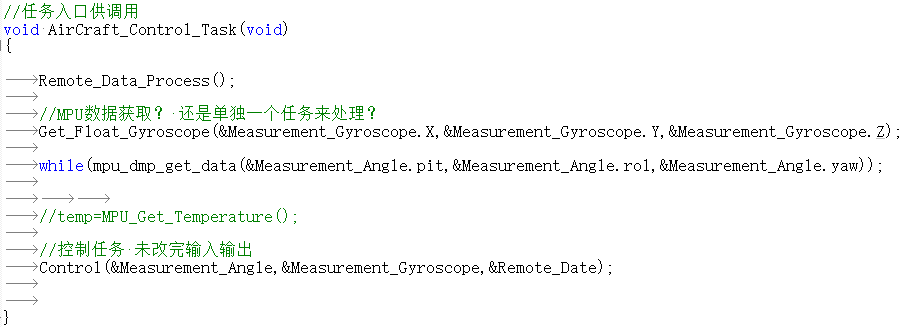 //任务入口供调用
void AirCraft_Control_Task(void)
{
Remote_Data_Process();
//MPU数据获取? 还是单独一个任务来处理?
Get_Float_Gyroscope(&Measurement_Gyroscope.X,&Measurement_Gyroscope.Y,&Measurement_Gyroscope.Z);
while(mpu_dmp_get_data(&Measurement_Angle.pit,&Measurement_Angle.rol,&Measurement_Angle.yaw));
//temp=MPU_Get_Temperature();
//控制任务 未改完输入输出
Control(&Measurement_Angle,&Measurement_Gyroscope,&Remote_Date);
}